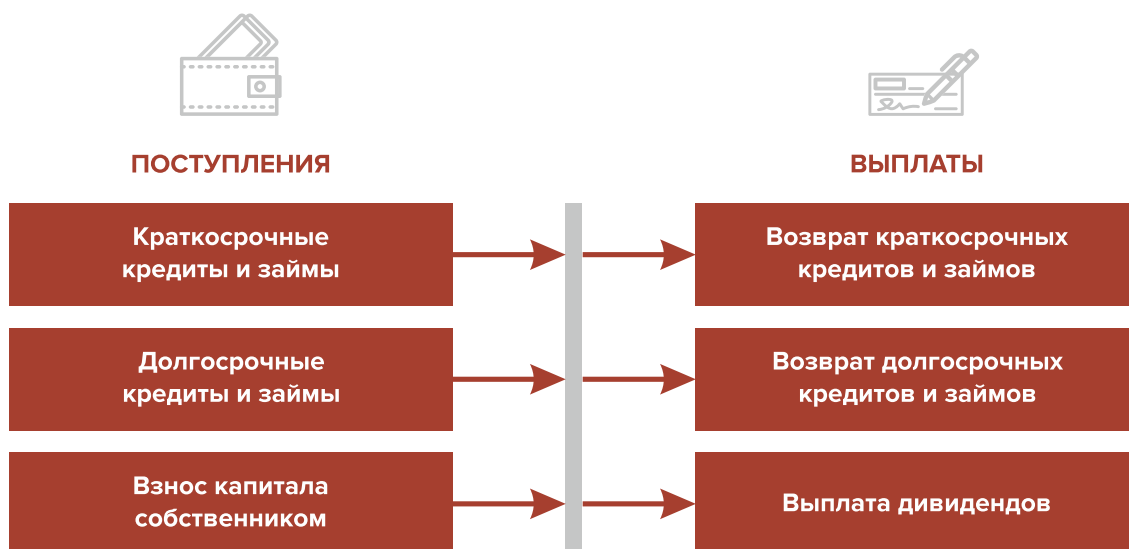 ПОСТУПЛЕНИЯ
ВЫПЛАТЫ
Краткосрочные
кредиты и займы
Возврат краткосрочных
кредитов и займов
Долгосрочные
кредиты и займы
Возврат долгосрочных
кредитов и займов
Взнос капитала
собственником
Выплата дивидендов